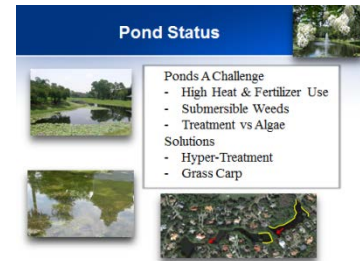 Pond Status
Ponds A Challenge
- High Heat & Fertilizer Use
- Submersible Weeds
- Treatment vs Algae
Solutions
- Hyper-Treatment
- Grass Carp